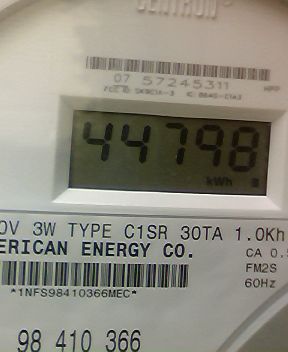 CENTRON
07 57245311
44798
kWh
0V 3W TYPE C1SR 30TA 1.0Kh
ERICAN ENERGY CO.
CA 0.5
FM2S
60Hz
*1NFS98410366MEC*
98 410 366